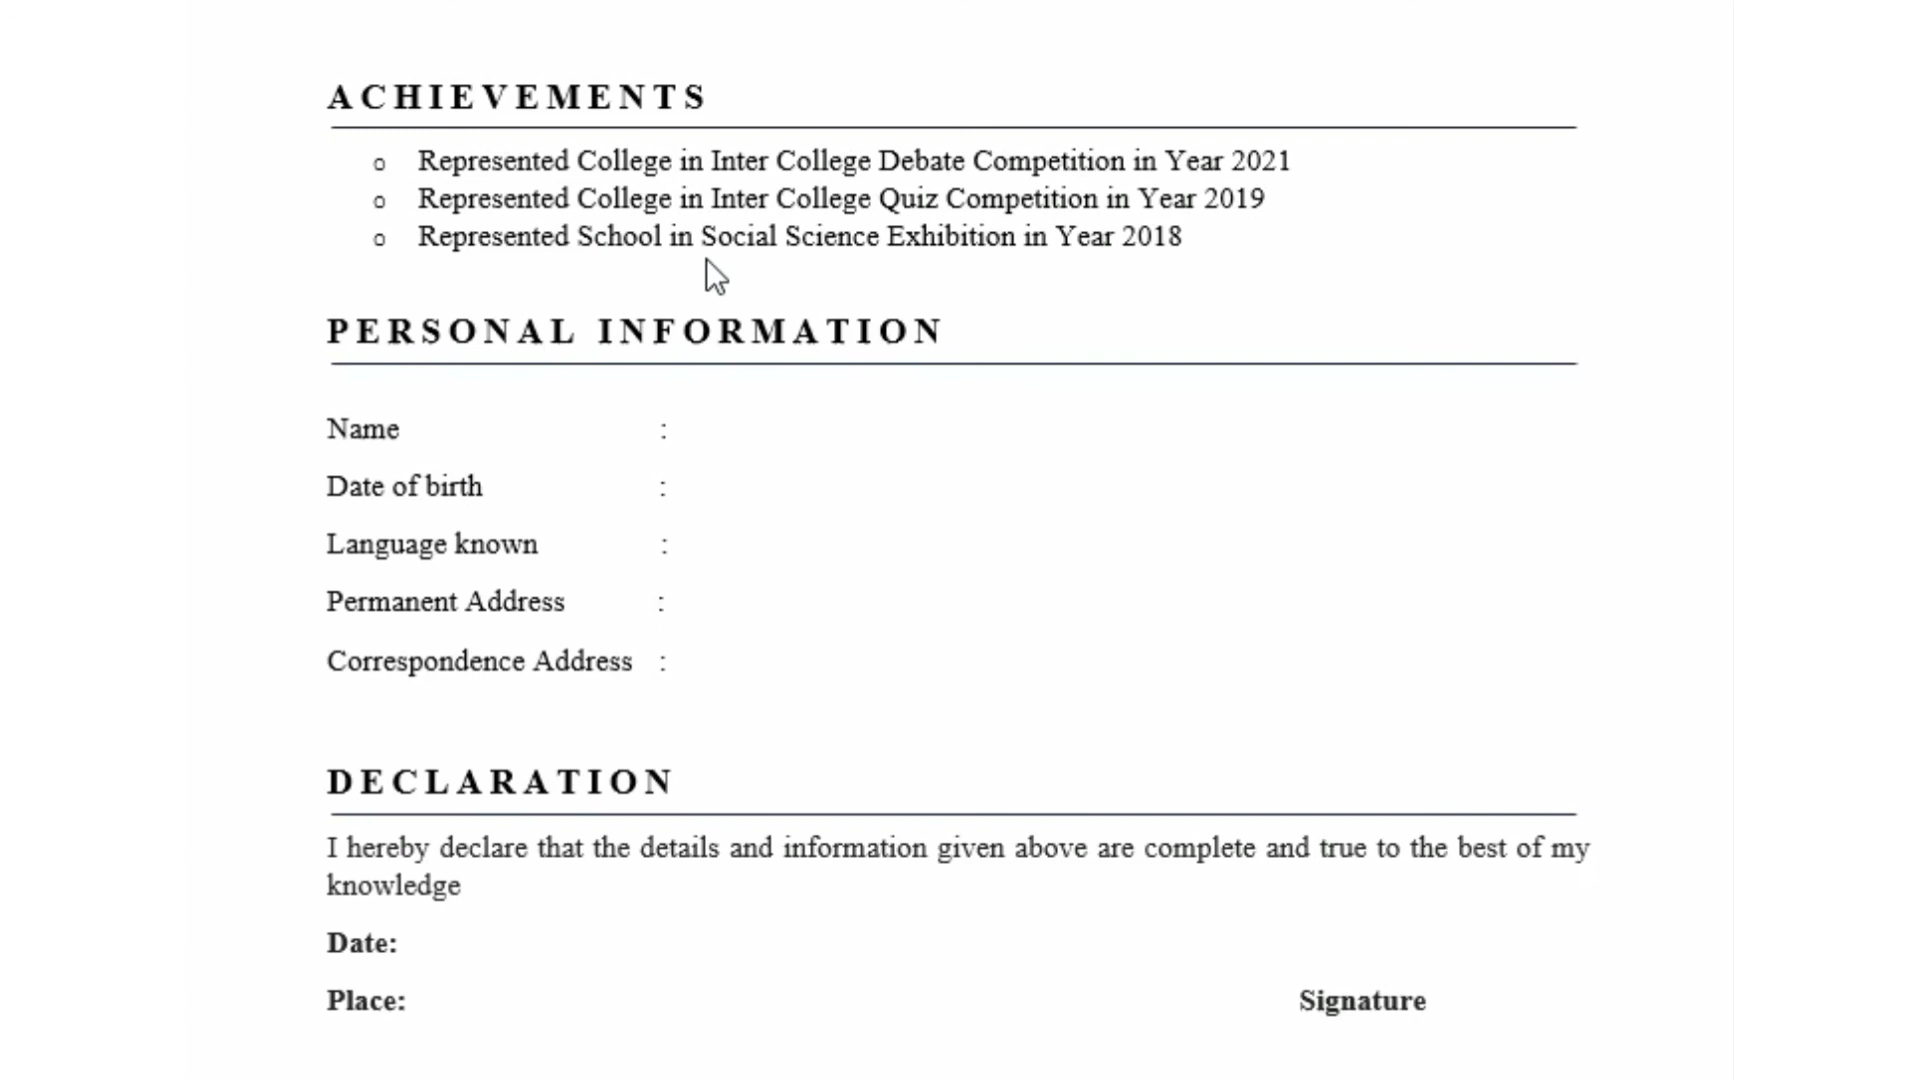 ACHIEVEMENTS
o Represented College in Inter College Debate Competition in Year 2021
o Represented College in Inter College Quiz Competition in Year 2019
o Represented School in Social Science Exhibition in Year 2018
PERSONAL INFORMATION
Name :
Date of birth :
Language known :
Permanent Address :
Correspondence Address :
DECLARATION
I hereby declare that the details and information given above are complete and true to the best of my
knowledge
Date:
Place: Signature